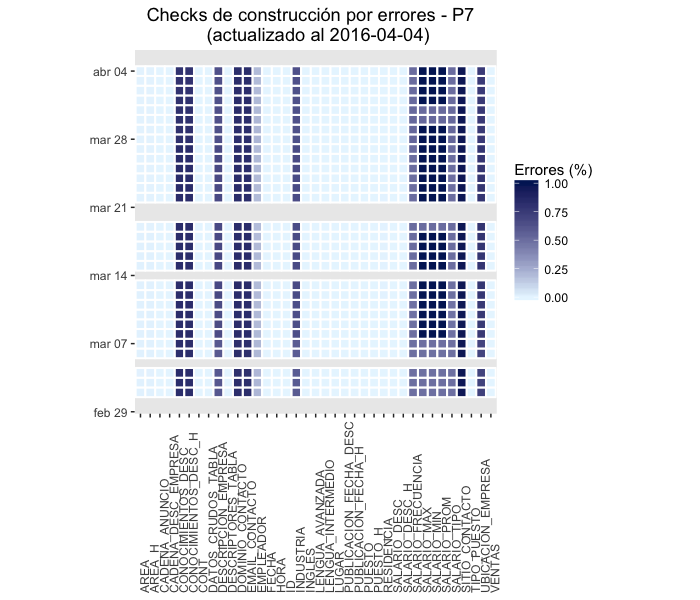 Checks de construcción por errores - P7
(actualizado al 2016-04-04)
abr 04
mar 28
mar 21
mar 14
mar 07
feb 29
Errores (%)
1.00
0.75
0.50
0.25
0.00
AREA
AREA_H
CADENA_ANUNCIO
CADENA_DESC_EMPRESA
CONOCIMIENTOS_DESC
CONOCIMIENTOS_DESC_H
CONT
DATOS_CRUDOS_TABLA
DESCRIPCION_EMPRESA
DESCRIPTORES_TABLA
DOMINIO_CONTACTO
EMAIL_CONTACTO
EMPLEADOR
FECHA
HORA
ID
INDUSTRIA
INGLES
LENGUA_AVANZADA
LENGUA_INTERMEDIO
LUGAR
PUBLICACION_FECHA_DESC
PUBLICACION_FECHA_H
PUESTO
PUESTO_H
RESIDENCIA
SALARIO_DESC
SALARIO_DESC_H
SALARIO_FRECUENCIA
SALARIO_MAX
SALARIO_MIN
SALARIO_PROM
SALARIO_TIPO
SITIO_CONTACTO
TIPO_PUESTO
UBICACION_EMPRESA
VENTAS